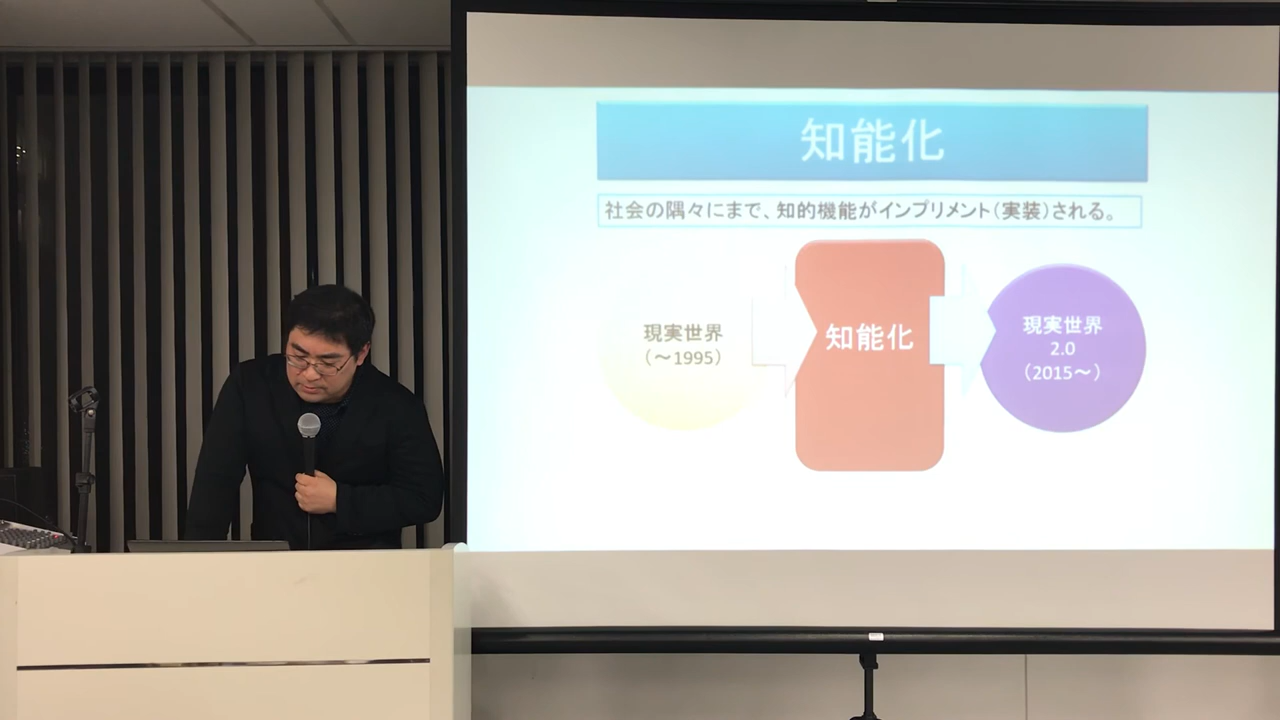 知能化
社会の隅々にまで、知的機能がインプリメント（実装）される。
現実世界
（～1995）
知能化
現実世界
2.0
（2015～）